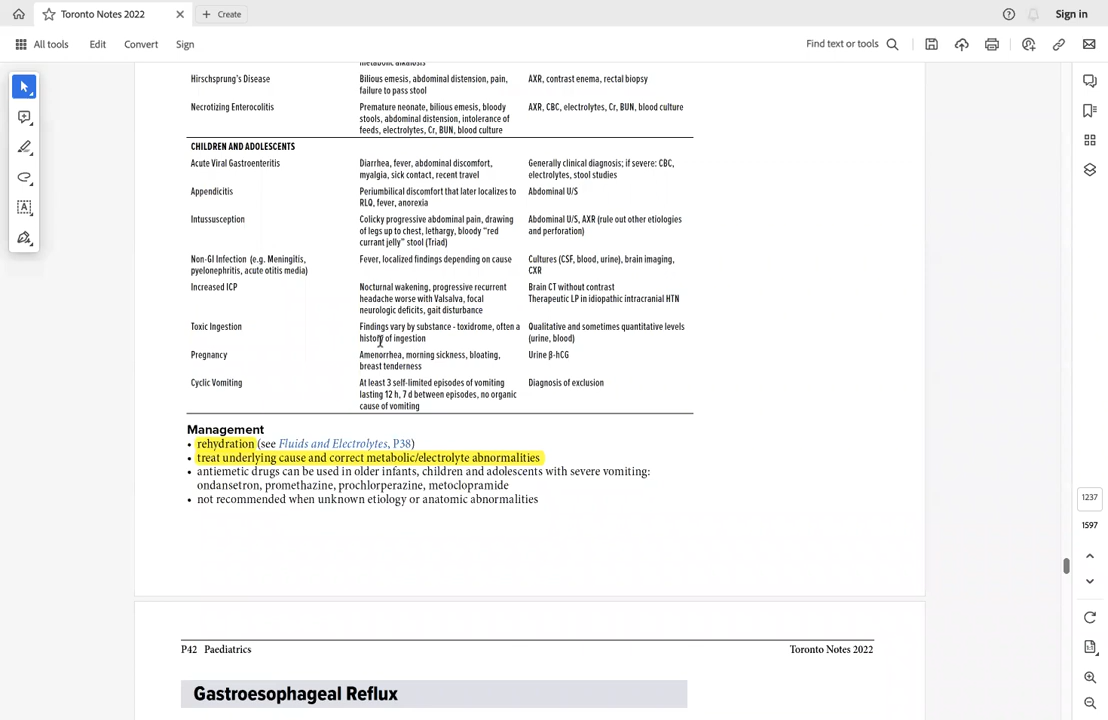 Toronto Notes 2022
Create
Sign in
All tools
Edit
Convert
Sign
Find text or tools
metabolic alkalosis
Hirschsprung's Disease
Bilious emesis, abdominal distension, pain,
failure to pass stool
AXR, contrast enema, rectal biopsy
Necrotizing Enterocolitis
Premature neonate, bilious emesis, bloody
stools, abdominal distension, intolerance of
feeds, electrolytes, Cr, BUN, blood culture
AXR, CBC, electrolytes, Cr, BUN, blood culture
CHILDREN AND ADOLESCENTS
Acute Viral Gastroenteritis
Diarrhea, fever, abdominal discomfort,
myalgia, sick contact, recent travel
Generally clinical diagnosis; if severe: CBC,
electrolytes, stool studies
Appendicitis
Periumbilical discomfort that later localizes to
RLQ, fever, anorexia
Abdominal U/S
Intussusception
Colicky progressive abdominal pain, drawing
of legs up to chest, lethargy, bloody "red
currant jelly" stool (Triad)
Abdominal U/S, AXR (rule out other etiologies
and perforation)
Non-GI Infection (e.g. Meningitis,
pyelonephritis, acute otitis media)
Fever, localized findings depending on cause
Cultures (CSF, blood, urine), brain imaging,
CXR
Increased ICP
Nocturnal wakening, progressive recurrent
headache worse with Valsalva, focal
neurologic deficits, gait disturbance
Brain CT without contrast
Therapeutic LP in idiopathic intracranial HTN
Toxic Ingestion
Findings vary by substance - toxidrome, often a
history of ingestion
Qualitative and sometimes quantitative levels
(urine, blood)
Pregnancy
Amenorrhea, morning sickness, bloating,
breast tenderness
Urine β-hCG
Cyclic Vomiting
At least 3 self-limited episodes of vomiting
lasting 12 h, 7 d between episodes, no organic
cause of vomiting
Diagnosis of exclusion
Management
• rehydration (see Fluids and Electrolytes, P38)
• treat underlying cause and correct metabolic/electrolyte abnormalities
• antiemetic drugs can be used in older infants, children and adolescents with severe vomiting:
ondansetron, promethazine, prochlorperazine, metoclopramide
• not recommended when unknown etiology or anatomic abnormalities
1237
1597
P42 Paediatrics
Toronto Notes 2022
Gastroesophageal Reflux